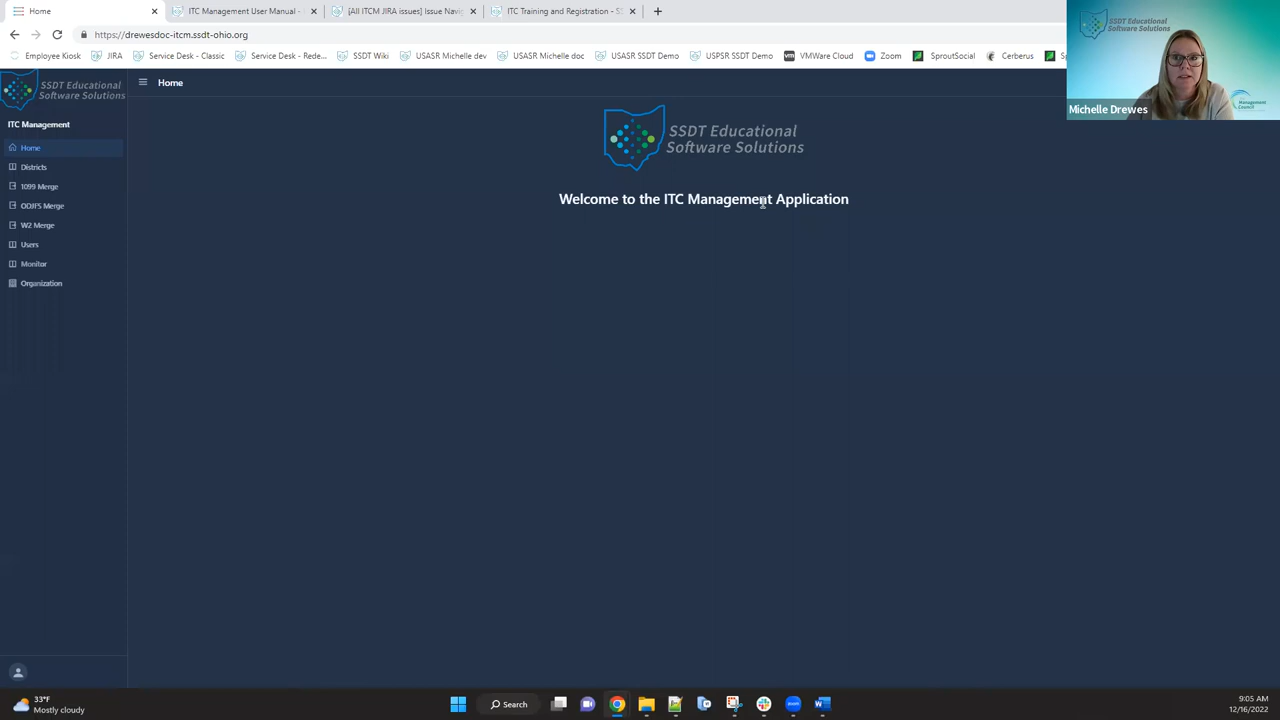 Home
ITC Management User Manual -
[All ITCM JIRA issues] Issue Navi
ITC Training and Registration - S
https://drewesdoc-itcm.ssdt-ohio.org
Employee Kiosk
JIRA
Service Desk - Classic
Service Desk - Rede...
SSDT Wiki
USASR Michelle dev
USASR Michelle doc
USASR SSDT Demo
USPSR SSDT Demo
VMWare Cloud
Zoom
SproutSocial
Cerberus
SSDT Educational
Software Solutions
Michelle Drewes
Management
Council
SSDT Educational
Software Solutions
Home
ITC Management
Home
Districts
1099 Merge
ODJFS Merge
W2 Merge
Users
Monitor
Organization
SSDT Educational
Software Solutions
Welcome to the ITC Management Application
33°F
Mostly cloudy
Search
zoom
9:05 AM
12/16/2022